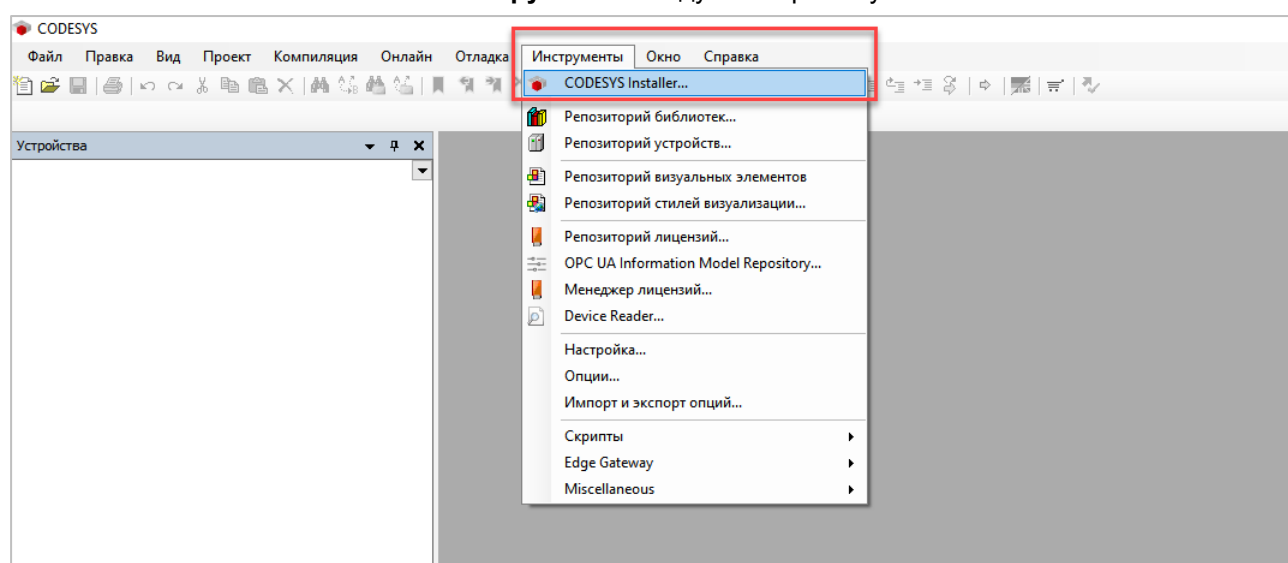 CODESYS
Файл Правка Вид Проект Компиляция Онлайн Отладка Инструменты Окно Справка
CODESYS Installer...
Репозиторий библиотек...
Устройства
Репозиторий устройств...
Репозиторий визуальных элементов
Репозиторий стилей визуализации...
Репозиторий лицензий...
OPC UA Information Model Repository...
Менеджер лицензий...
Device Reader...
Настройка...
Опции...
Импорт и экспорт опций...
Скрипты
Edge Gateway
Miscellaneous